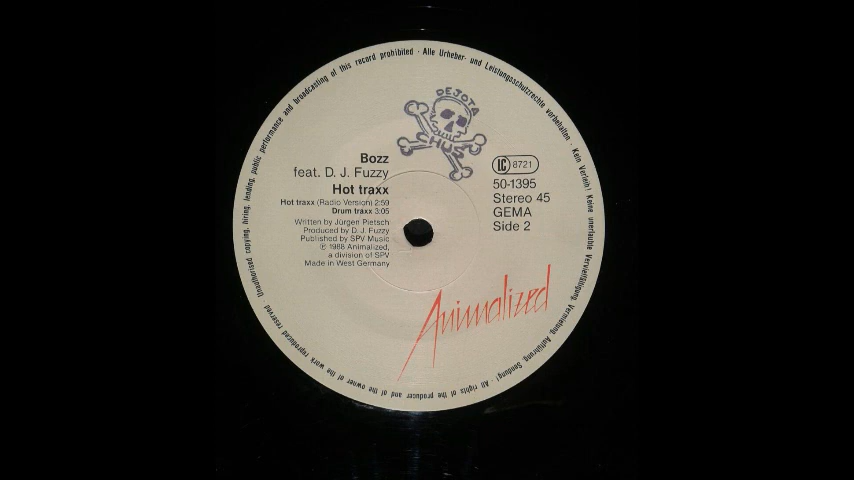 Unauthorised copying, hiring, lending, public performance and broadcasting of this record prohibited · Alle Urheber- und Leistungsschutzrechte vorbehalten · Kein Verleih! Keine unerlaubte Vervielfältigung, Vermietung, Aufführung, Sendung! · All rights of the producer and of the owner of the work reproduced reserved ·
DEJOTA
CHUS
Bozz
feat. D. J. Fuzzy
Hot traxx
Hot traxx (Radio Version) 2:59
Drum traxx 3:05
Written by Jürgen Pietsch
Produced by D. J. Fuzzy
Published by SPV Music
℗ 1988 Animalized,
a division of SPV
Made in West Germany
LC 8721
50-1395
Stereo 45
GEMA
Side 2
Animalized